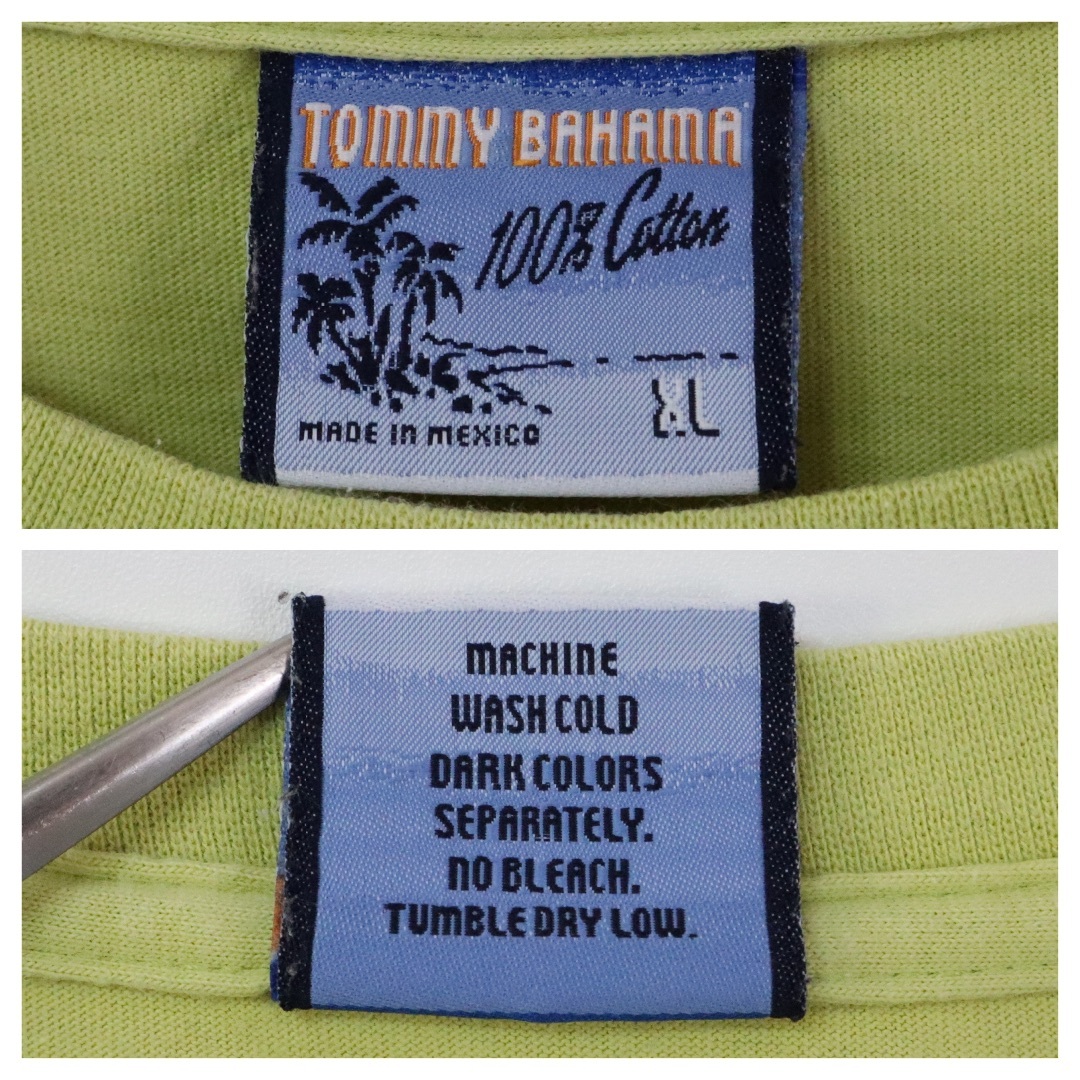 TOMMY BAHAMA
100% Cotton
XL
MADE IN MEXICO
MACHINE
WASH COLD
DARK COLORS
SEPARATELY.
NO BLEACH.
TUMBLE DRY LOW.